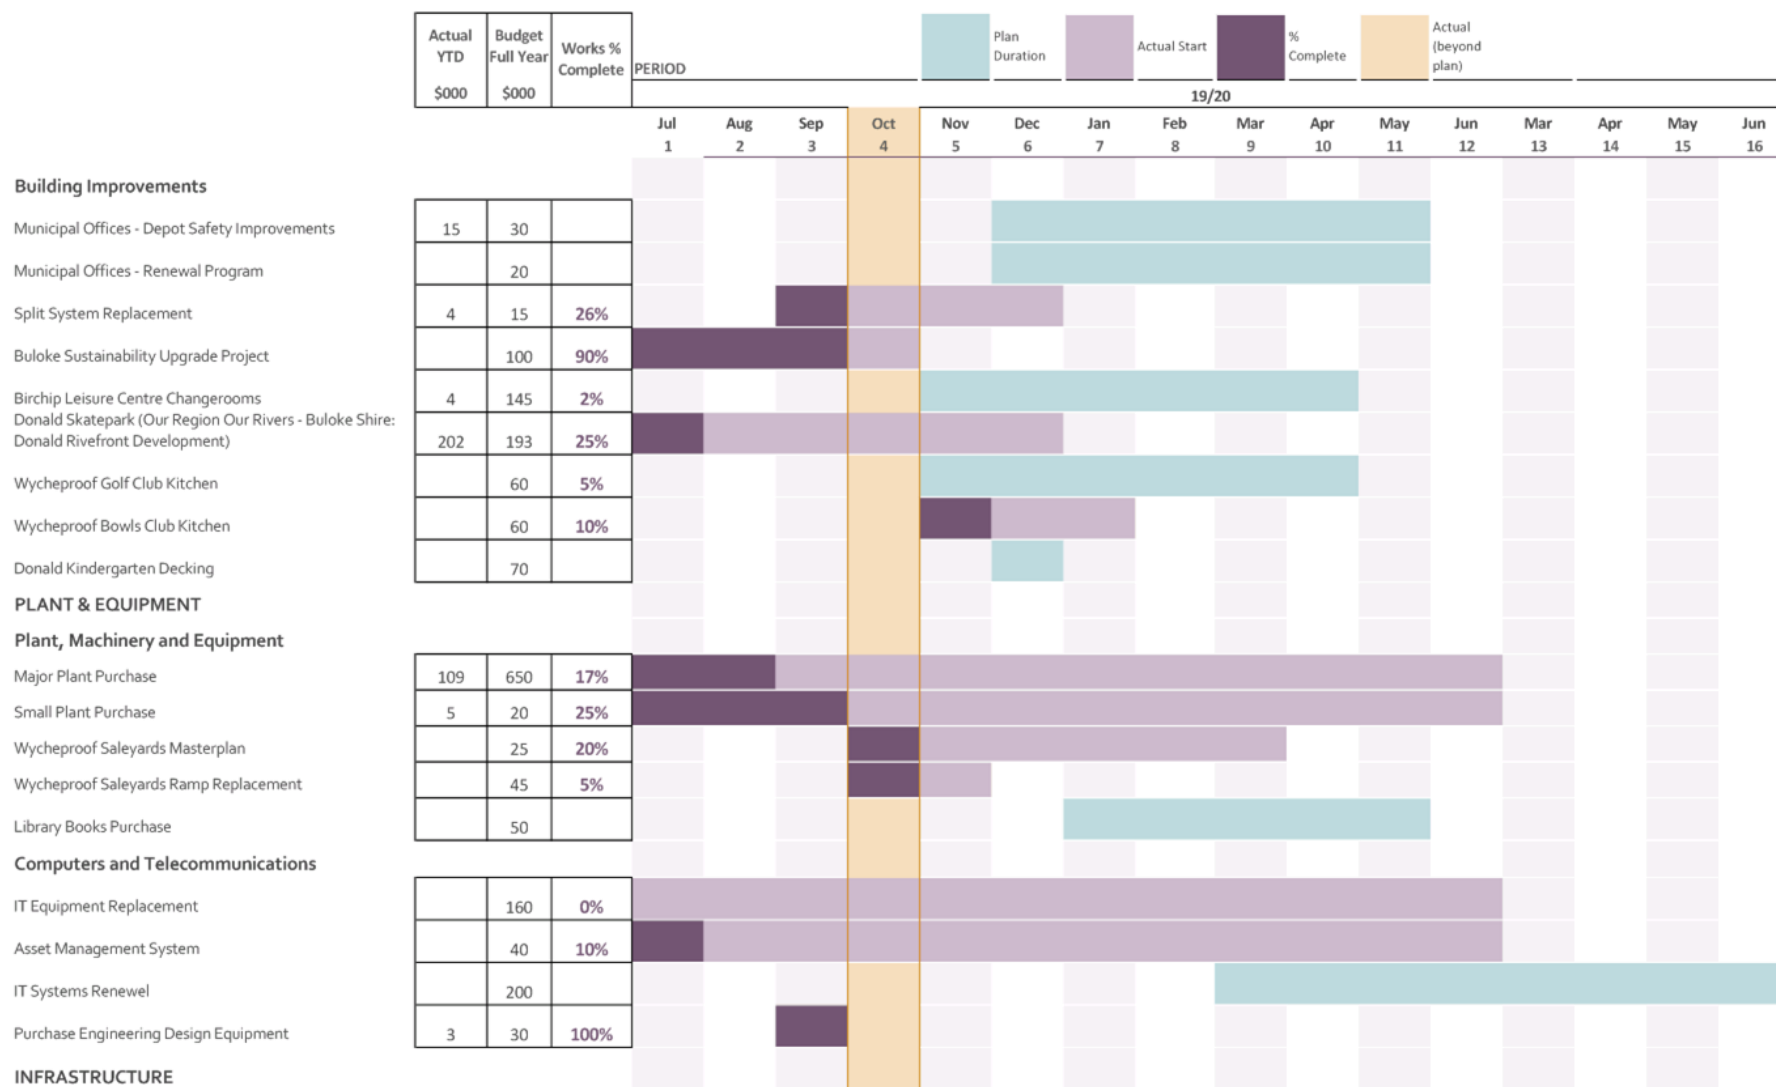 Actual YTD $000
Budget Full Year $000
Works % Complete
PERIOD
Plan Duration
Actual Start
% Complete
Actual (beyond plan)
19/20
Jul Aug Sep Oct Nov Dec Jan Feb Mar Apr May Jun Mar Apr May Jun
1 2 3 4 5 6 7 8 9 10 11 12 13 14 15 16
Building Improvements
Municipal Offices - Depot Safety Improvements 15 30
Municipal Offices - Renewal Program 20
Split System Replacement 4 15 26%
Buloke Sustainability Upgrade Project 100 90%
Birchip Leisure Centre Changerooms 4 145 2%
Donald Skatepark (Our Region Our Rivers - Buloke Shire:
Donald Rivefront Development) 202 193 25%
Wycheproof Golf Club Kitchen 60 5%
Wycheproof Bowls Club Kitchen 60 10%
Donald Kindergarten Decking 70
PLANT & EQUIPMENT
Plant, Machinery and Equipment
Major Plant Purchase 109 650 17%
Small Plant Purchase 5 20 25%
Wycheproof Saleyards Masterplan 25 20%
Wycheproof Saleyards Ramp Replacement 45 5%
Library Books Purchase 50
Computers and Telecommunications
IT Equipment Replacement 160 0%
Asset Management System 40 10%
IT Systems Renewel 200
Purchase Engineering Design Equipment 3 30 100%
INFRASTRUCTURE